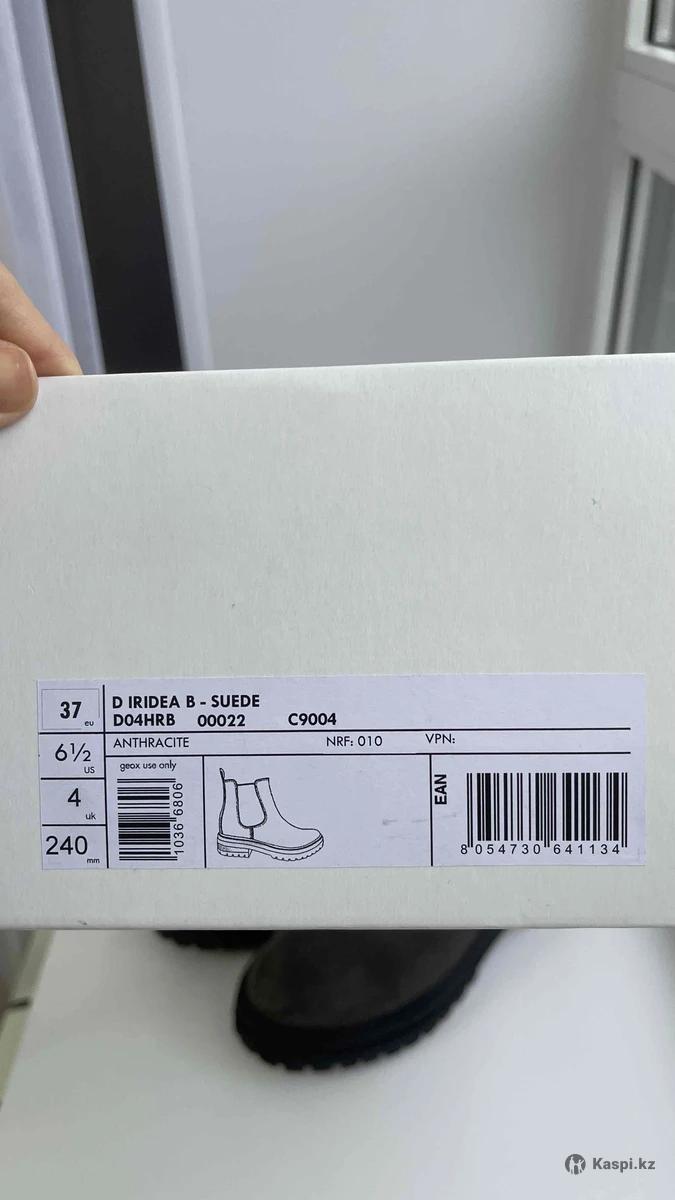 37 eu
D IRIDEA B - SUEDE
D04HRB 00022 C9004
6½ US
ANTHRACITE NRF: 010 VPN:
geox use only
4 uk
240 mm
1036 6806
EAN
8 054730 641134
Kaspi.kz